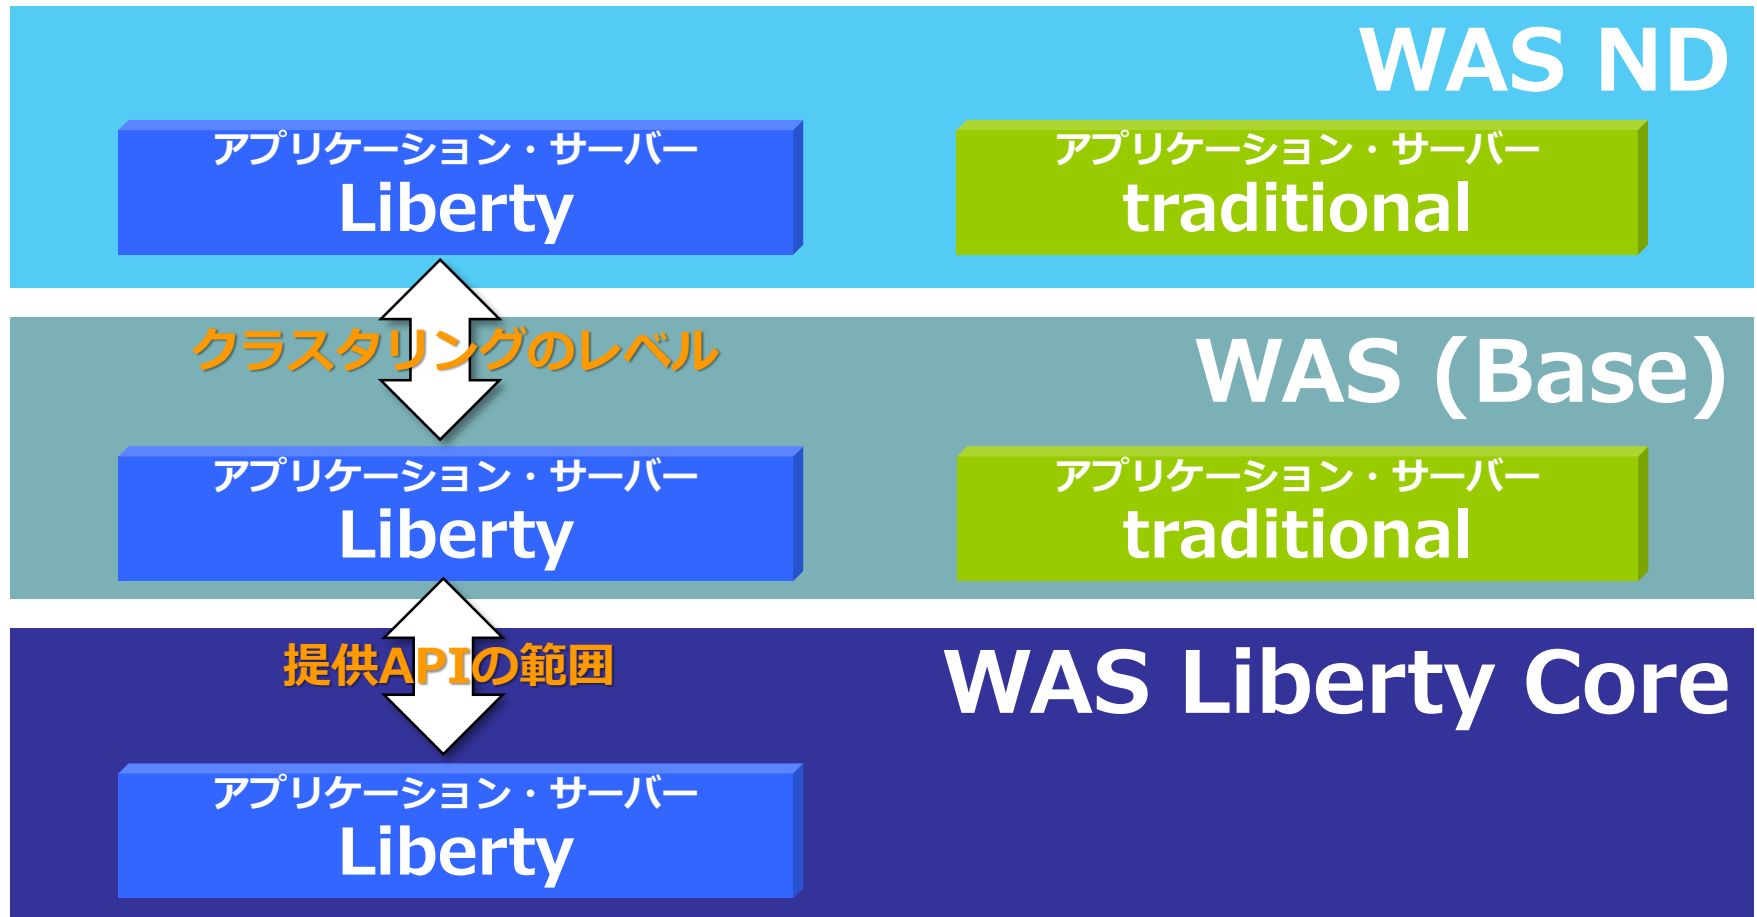 WAS ND
アプリケーション・サーバー
Liberty
アプリケーション・サーバー
traditional
クラスタリングのレベル
WAS (Base)
アプリケーション・サーバー
Liberty
アプリケーション・サーバー
traditional
提供APIの範囲
WAS Liberty Core
アプリケーション・サーバー
Liberty